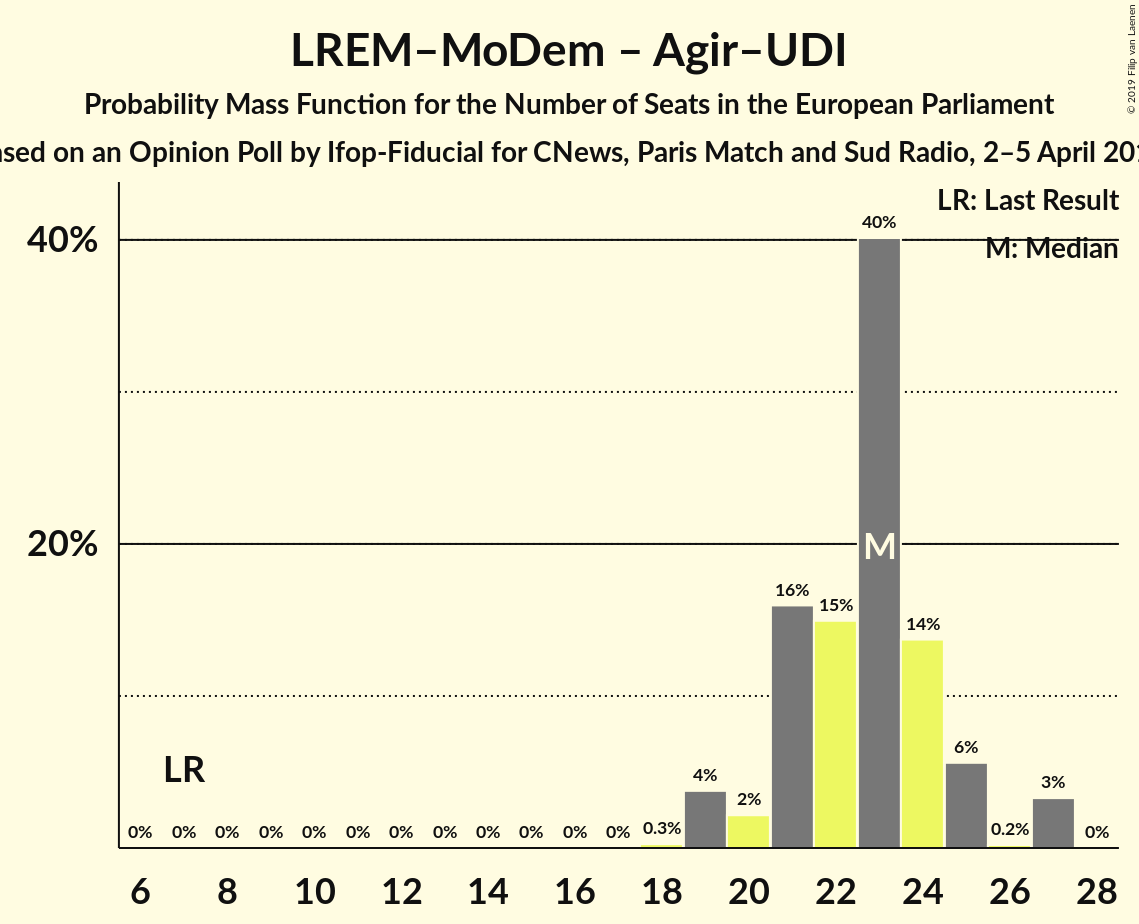 © 2019 Filip van Laenen
LREM–MoDem – Agir–UDI
Probability Mass Function for the Number of Seats in the European Parliament
on an Opinion Poll by Ifop-Fiducial for CNews, Paris Match and Sud Radio, 2–5 April
LR: Last Result
M: Median
40%
20%
40%
M
16%
15%
14%
6%
4%
3%
2%
LR
0% 0% 0% 0% 0% 0% 0% 0% 0% 0% 0% 0% 0.3% 0.2% 0%
6 8 10 12 14 16 18 20 22 24 26 28